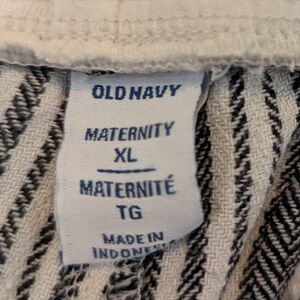 OLD NAVY
MATERNITY
XL
MATERNITÉ
TG
MADE IN
INDONESIA